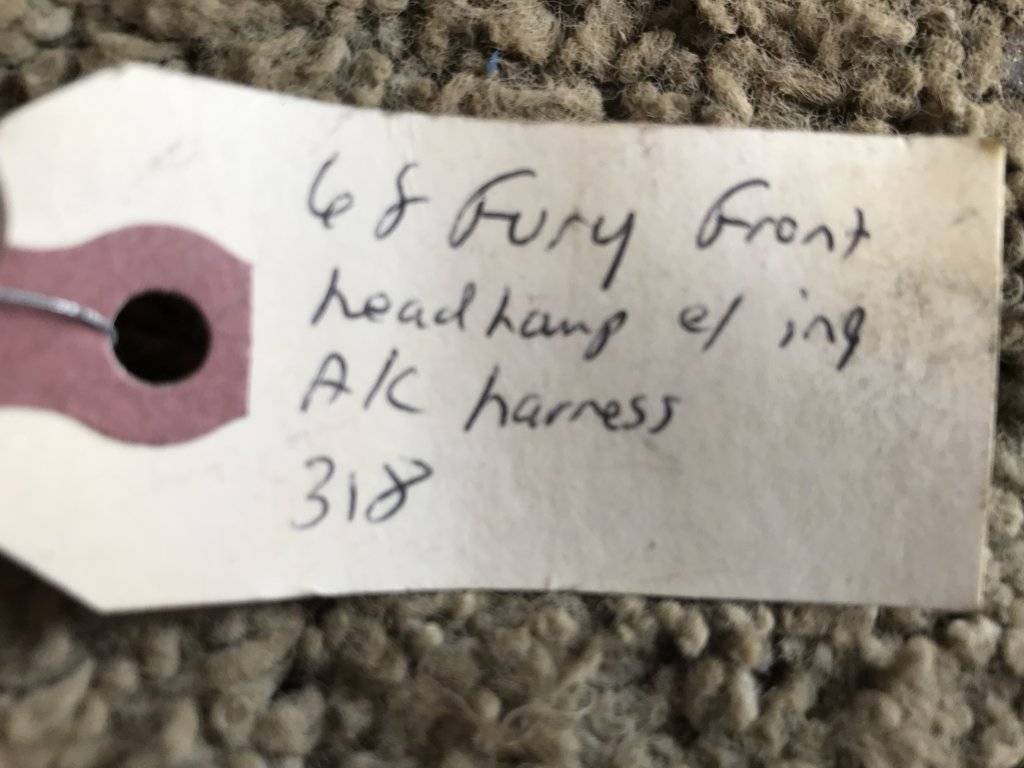 68 Fury Front
headlamp e/ ing
A/C harness
318